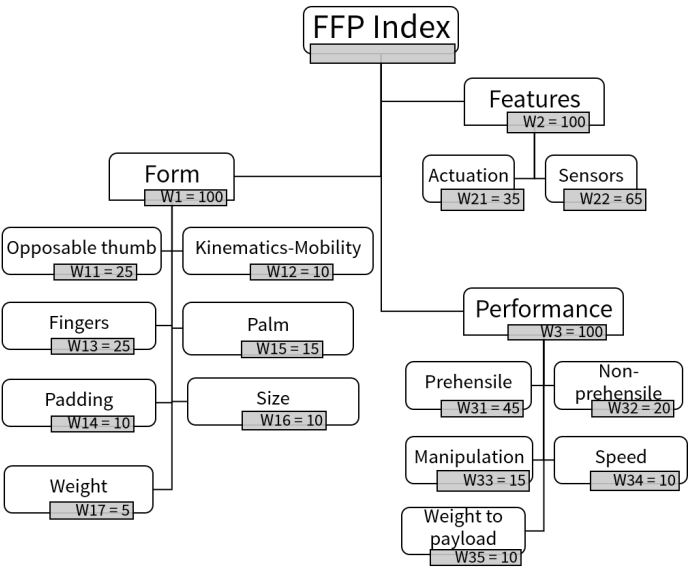 FFP Index
Features
W2 = 100
Actuation
W21 = 35
Sensors
W22 = 65
Form
W1 = 100
Opposable thumb
W11 = 25
Kinematics-Mobility
W12 = 10
Fingers
W13 = 25
Palm
W15 = 15
Padding
W14 = 10
Size
W16 = 10
Weight
W17 = 5
Performance
W3 = 100
Prehensile
W31 = 45
Non-
prehensile
W32 = 20
Manipulation
W33 = 15
Speed
W34 = 10
Weight to
payload
W35 = 10